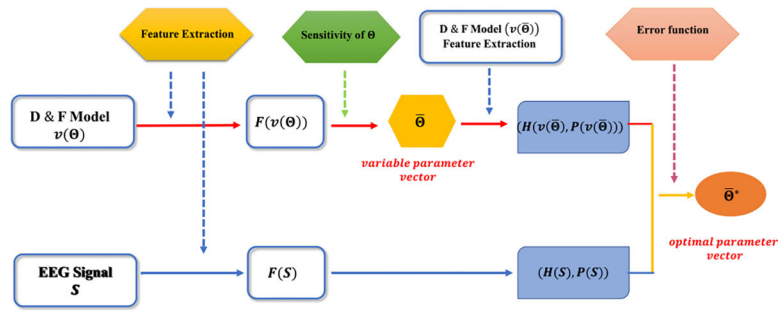 Feature Extraction
Sensitivity of Θ
D & F Model (v(Θ̄))
Feature Extraction
Error function
D & F Model
v(Θ)
F(v(Θ))
Θ̄
(H(v(Θ̄), P(v(Θ̄)))
variable parameter
vector
Θ̄*
optimal parameter
vector
EEG Signal
S
F(S)
(H(S), P(S))